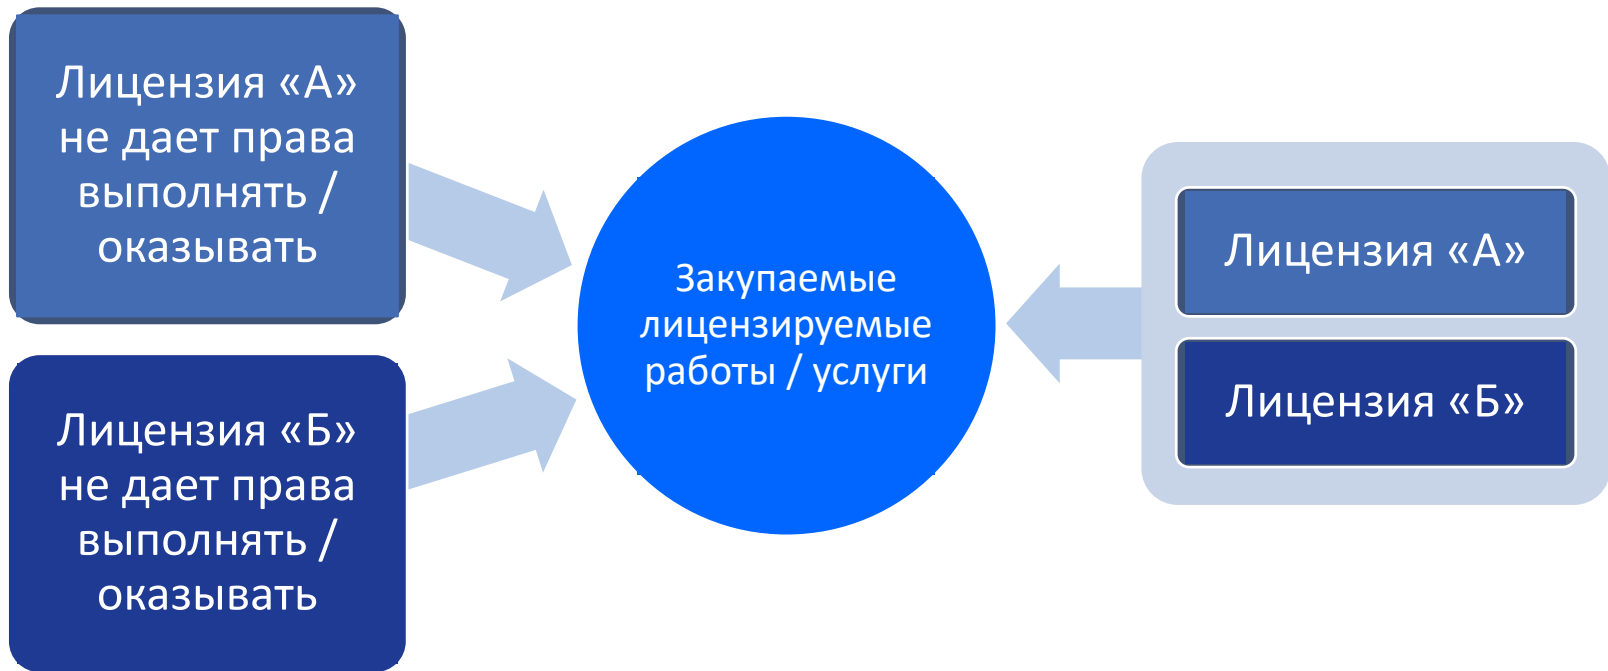 Лицензия «А»
не дает права
выполнять /
оказывать
Лицензия «Б»
не дает права
выполнять /
оказывать
Закупаемые
лицензируемые
работы / услуги
Лицензия «А»
Лицензия «Б»